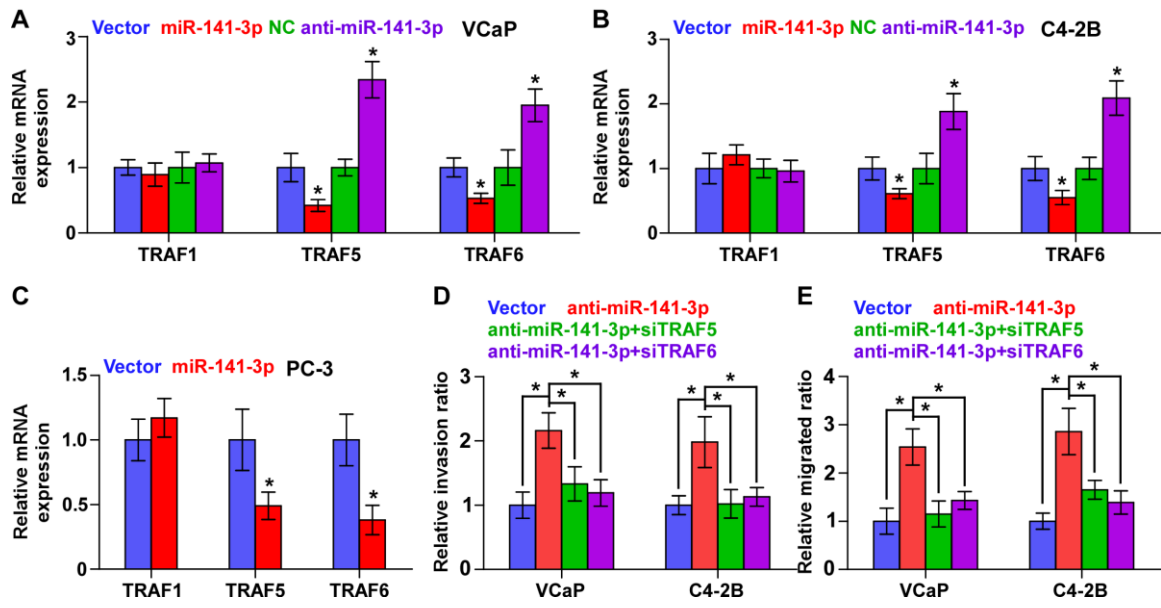 A
Vector miR-141-3p NC anti-miR-141-3p VCaP
Relative mRNA
expression
3
2
1
0
* * * *
TRAF1 TRAF5 TRAF6
B
Vector miR-141-3p NC anti-miR-141-3p C4-2B
Relative mRNA
expression
3
2
1
0
* * * *
TRAF1 TRAF5 TRAF6
C
Vector miR-141-3p PC-3
Relative mRNA
expression
1.5
1.0
0.5
0.0
* *
TRAF1 TRAF5 TRAF6
D
Vector anti-miR-141-3p
anti-miR-141-3p+siTRAF5
anti-miR-141-3p+siTRAF6
Relative invasion ratio
3
2
1
0
* * * * * *
VCaP C4-2B
E
Vector anti-miR-141-3p
anti-miR-141-3p+siTRAF5
anti-miR-141-3p+siTRAF6
Relative migrated ratio
4
3
2
1
0
* * * * * *
VCaP C4-2B